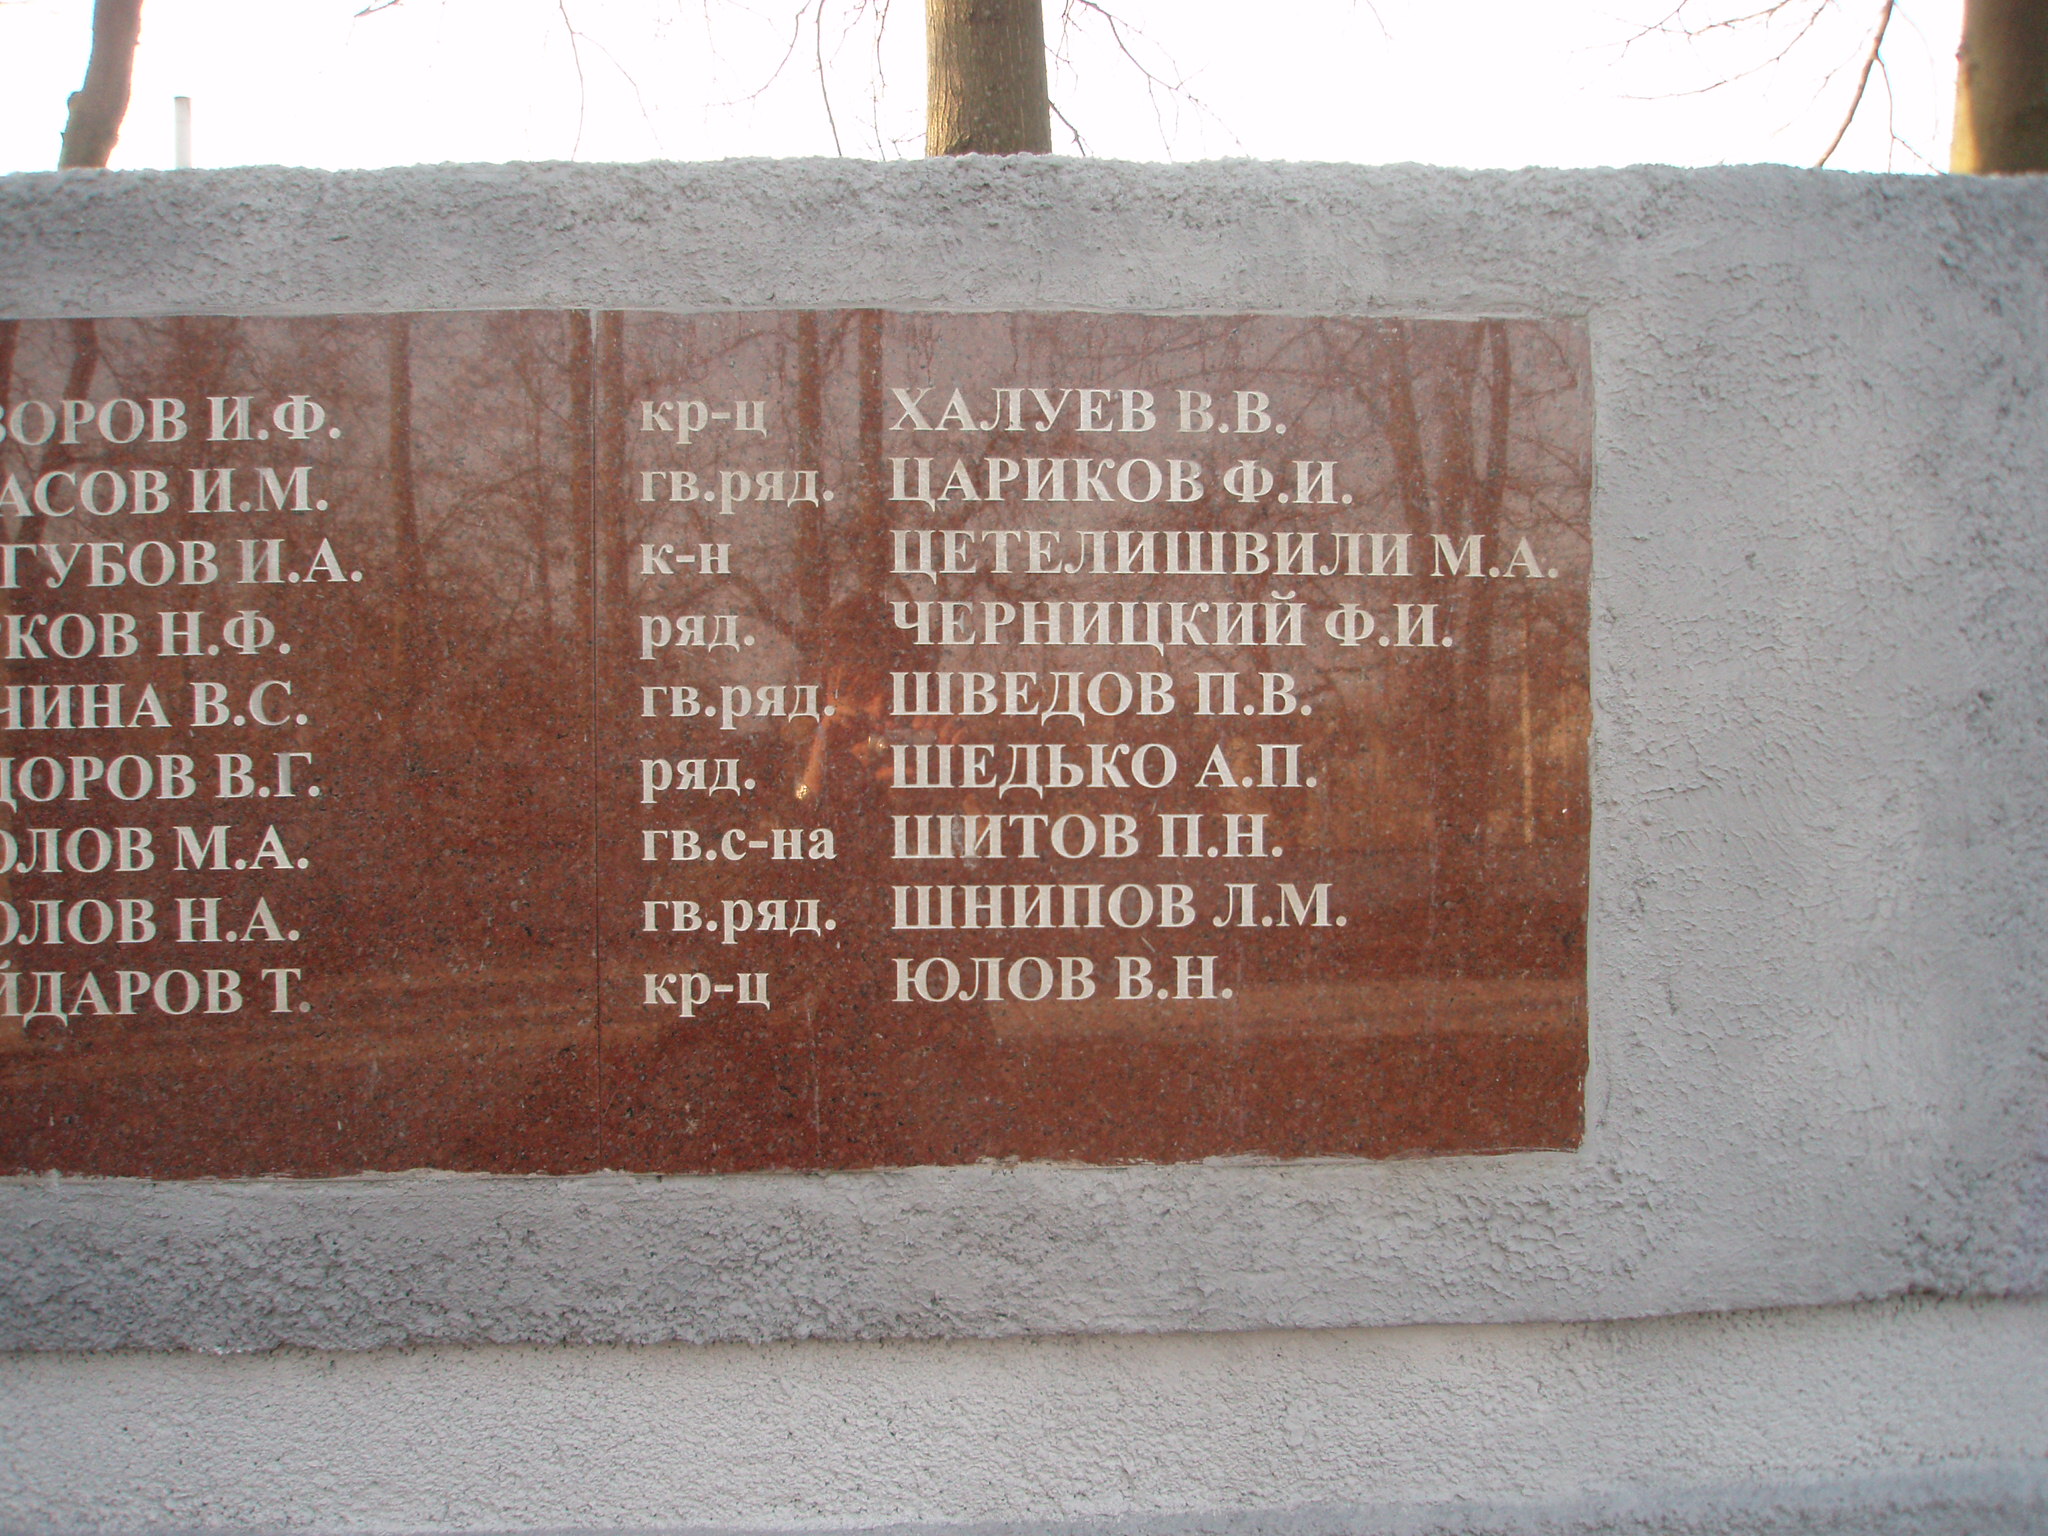 ВОРОВ И.Ф.
АСОВ И.М.
ГУБОВ И.А.
РКОВ Н.Ф.
ЧИНА В.С.
ДОРОВ В.Г.
ОЛОВ М.А.
ОЛОВ Н.А.
ЙДАРОВ Т.
кр-ц ХАЛУЕВ В.В.
гв.ряд. ЦАРИКОВ Ф.И.
к-н ЦЕТЕЛИШВИЛИ М.А.
ряд. ЧЕРНИЦКИЙ Ф.И.
гв.ряд. ШВЕДОВ П.В.
ряд. ШЕДЬКО А.П.
гв.с-на ШИТОВ П.Н.
гв.ряд. ШНИПОВ Л.М.
кр-ц ЮЛОВ В.Н.